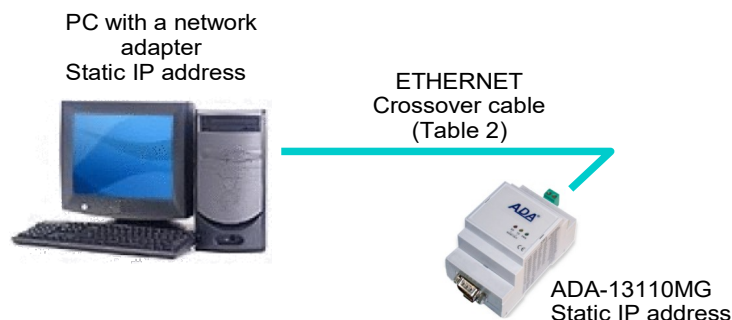 PC with a network
adapter
Static IP address
ETHERNET
Crossover cable
(Table 2)
ADA
ADA-13110MG
Static IP address